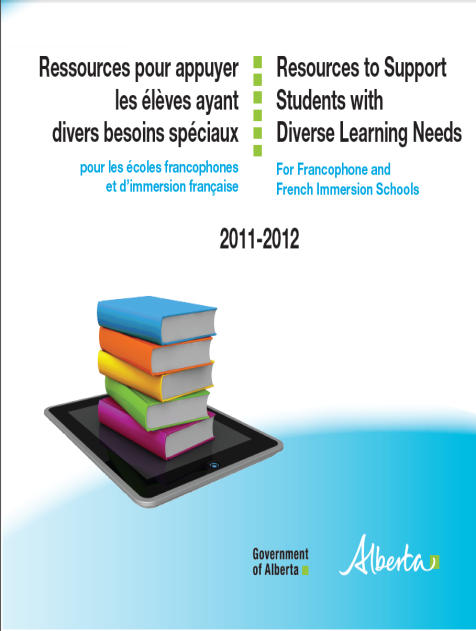 Ressources pour appuyer
les élèves ayant
divers besoins spéciaux
pour les écoles francophones
et d'immersion française
Resources to Support
Students with
Diverse Learning Needs
For Francophone and
French Immersion Schools
2011-2012
Government
of Alberta
Alberta